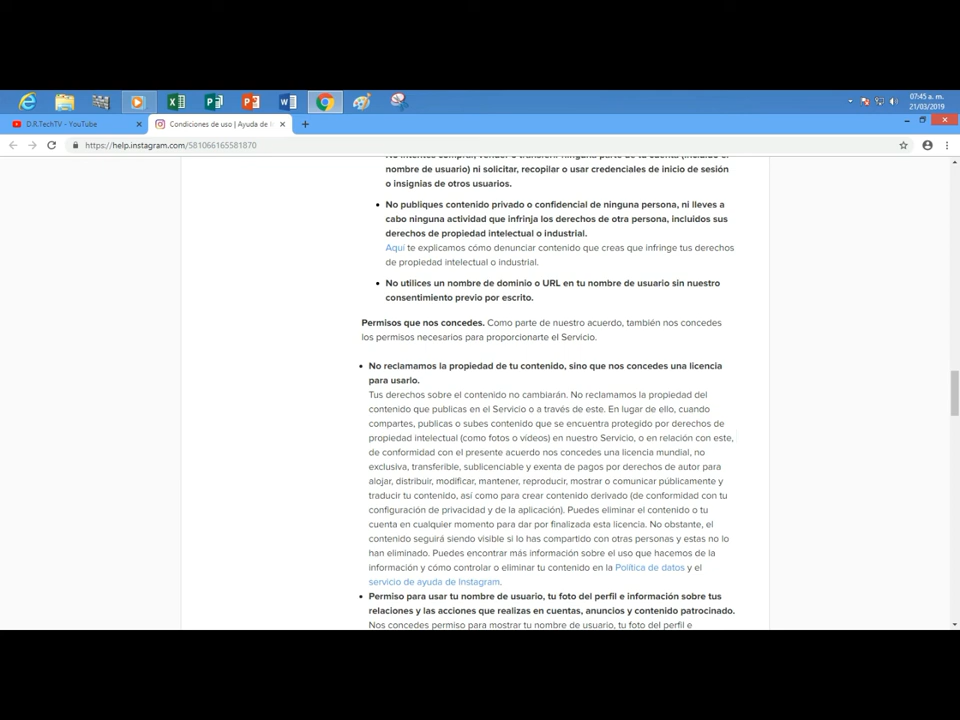 07:45 a. m.
21/03/2019
D.R.TechTV - YouTube
Condiciones de uso | Ayuda de I
https://help.instagram.com/581066165581870
No intentes comprar, vender o transferir ninguna parte de tu cuenta (incluido el
nombre de usuario) ni solicitar, recopilar o usar credenciales de inicio de sesión
o insignias de otros usuarios.
• No publiques contenido privado o confidencial de ninguna persona, ni lleves a
cabo ninguna actividad que infrinja los derechos de otra persona, incluidos sus
derechos de propiedad intelectual o industrial.
Aquí te explicamos cómo denunciar contenido que creas que infringe tus derechos
de propiedad intelectual o industrial.
• No utilices un nombre de dominio o URL en tu nombre de usuario sin nuestro
consentimiento previo por escrito.
Permisos que nos concedes. Como parte de nuestro acuerdo, también nos concedes
los permisos necesarios para proporcionarte el Servicio.
• No reclamamos la propiedad de tu contenido, sino que nos concedes una licencia
para usarlo.
Tus derechos sobre el contenido no cambiarán. No reclamamos la propiedad del
contenido que publicas en el Servicio o a través de este. En lugar de ello, cuando
compartes, publicas o subes contenido que se encuentra protegido por derechos de
propiedad intelectual (como fotos o videos) en nuestro Servicio, o en relación con este,
de conformidad con el presente acuerdo nos concedes una licencia mundial, no
exclusiva, transferible, sublicenciable y exenta de pagos por derechos de autor para
alojar, distribuir, modificar, mantener, reproducir, mostrar o comunicar públicamente y
traducir tu contenido, así como para crear contenido derivado (de conformidad con tu
configuración de privacidad y de la aplicación). Puedes eliminar el contenido o tu
cuenta en cualquier momento para dar por finalizada esta licencia. No obstante, el
contenido seguirá siendo visible si lo has compartido con otras personas y estas no lo
han eliminado. Puedes encontrar más información sobre el uso que hacemos de la
información y cómo controlar o eliminar tu contenido en la Política de datos y el
servicio de ayuda de Instagram.
• Permiso para usar tu nombre de usuario, tu foto del perfil e información sobre tus
relaciones y las acciones que realizas en cuentas, anuncios y contenido patrocinado.
Nos concedes permiso para mostrar tu nombre de usuario, tu foto del perfil e